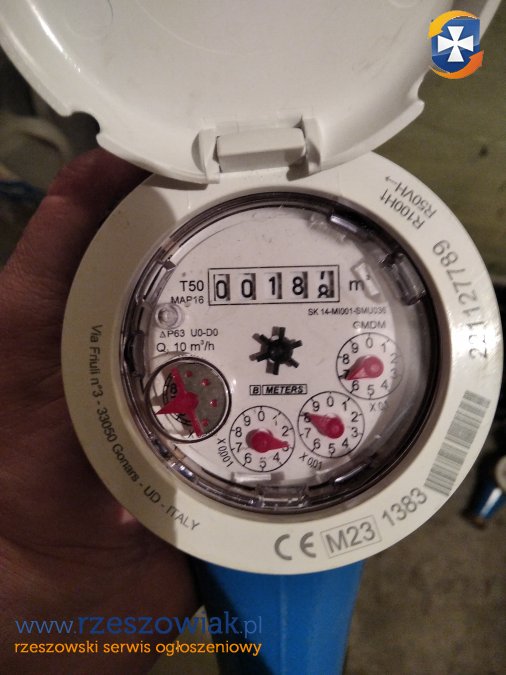 R100H↑
R50VH→
221127789
T50
MAP16
0018
m³
SK 14-MI001-SMU036
ΔP63 U0-D0
Q₃ 10 m³/h
GMDM
B METERS
X 0.1
X 0.01
X 0.001
Via Friuli n°3 - 33050 Gonars - UD - ITALY
CE M23 1383
www.rzeszowiak.pl
rzeszowski serwis ogłoszeniowy